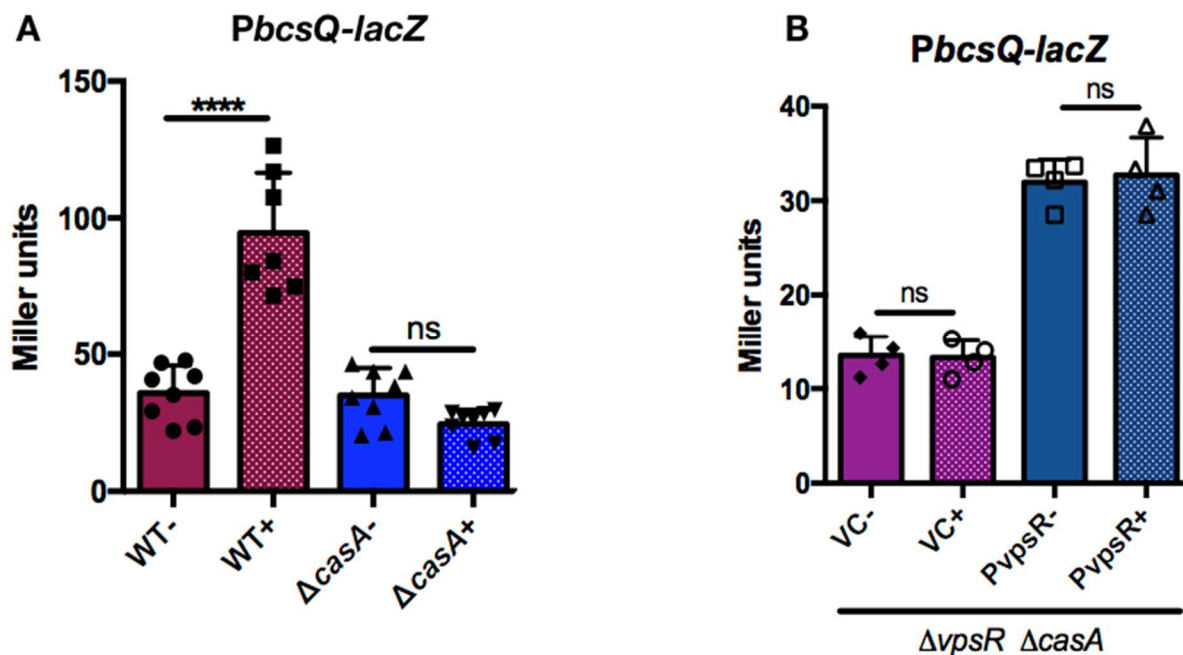 A
PbcsQ-lacZ
Miller units
150
100
50
0
****
ns
WT-
WT+
ΔcasA-
ΔcasA+
B
PbcsQ-lacZ
Miller units
40
30
20
10
0
ns
ns
VC-
VC+
PvpsR-
PvpsR+
ΔvpsR ΔcasA